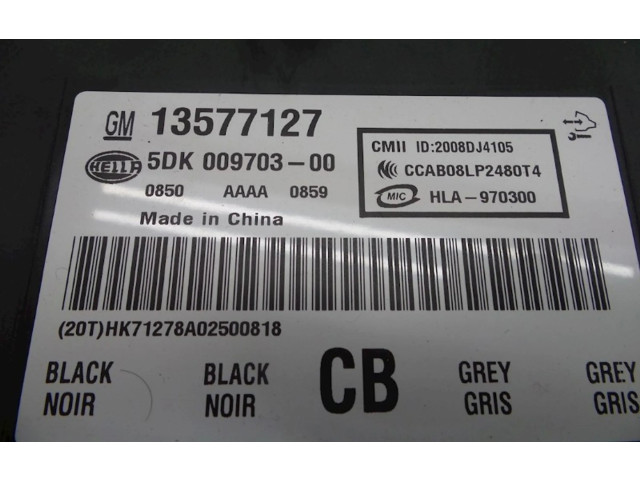 GM 13577127
HELLA 5DK 009703-00
0850 AAAA 0859
Made in China
CMII ID:2008DJ4105
CCC CCAB08LP2480T4
MIC HLA-970300
(20T)HK71278A02500818
BLACK BLACK CB GREY GREY
NOIR NOIR GRIS GRIS